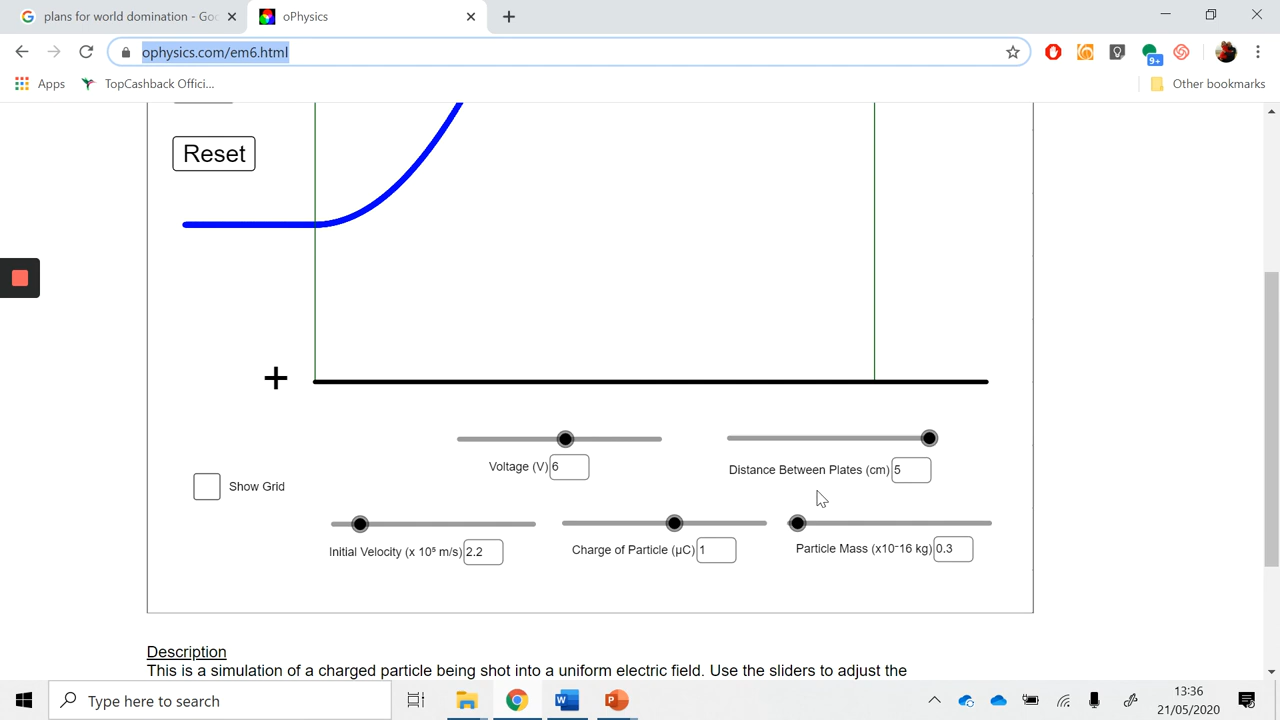 plans for world domination - Goo
oPhysics
ophysics.com/em6.html
9+
Apps
TopCashback Offici...
Other bookmarks
Reset
+
Voltage (V) 6
Distance Between Plates (cm) 5
Show Grid
Initial Velocity (x 10⁵ m/s) 2.2
Charge of Particle (μC) 1
Particle Mass (x10⁻16 kg) 0.3
Description
This is a simulation of a charged particle being shot into a uniform electric field. Use the sliders to adjust the
Type here to search
13:36
21/05/2020